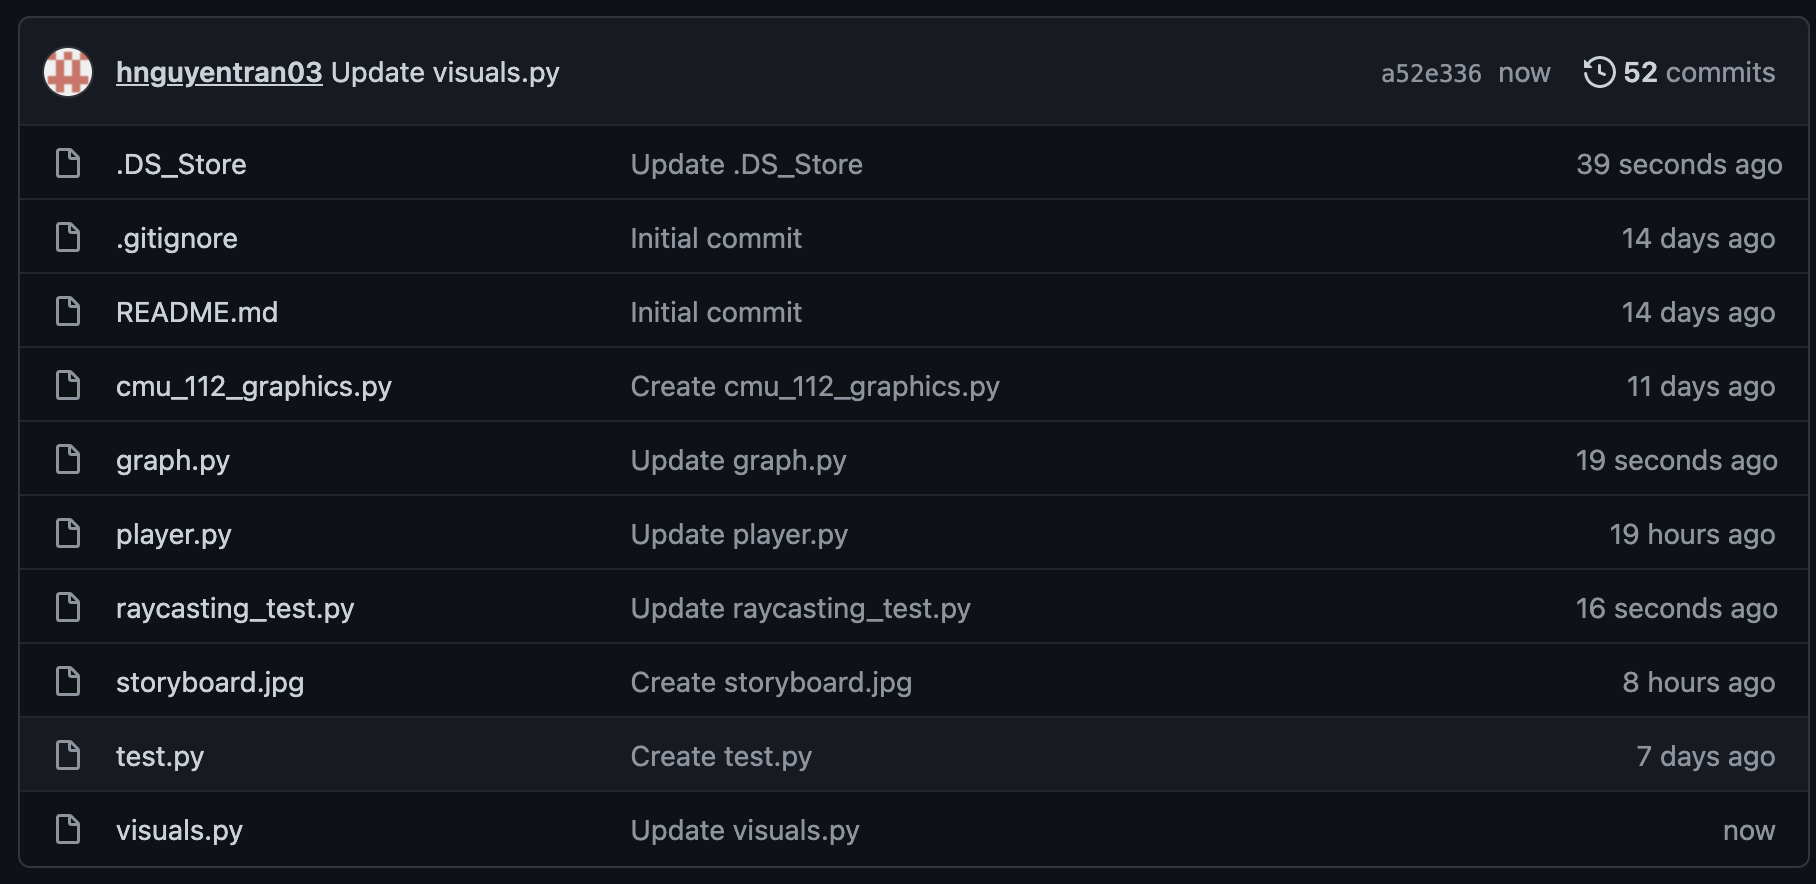 hnguyentran03 Update visuals.py a52e336 now 52 commits
.DS_Store Update .DS_Store 39 seconds ago
.gitignore Initial commit 14 days ago
README.md Initial commit 14 days ago
cmu_112_graphics.py Create cmu_112_graphics.py 11 days ago
graph.py Update graph.py 19 seconds ago
player.py Update player.py 19 hours ago
raycasting_test.py Update raycasting_test.py 16 seconds ago
storyboard.jpg Create storyboard.jpg 8 hours ago
test.py Create test.py 7 days ago
visuals.py Update visuals.py now